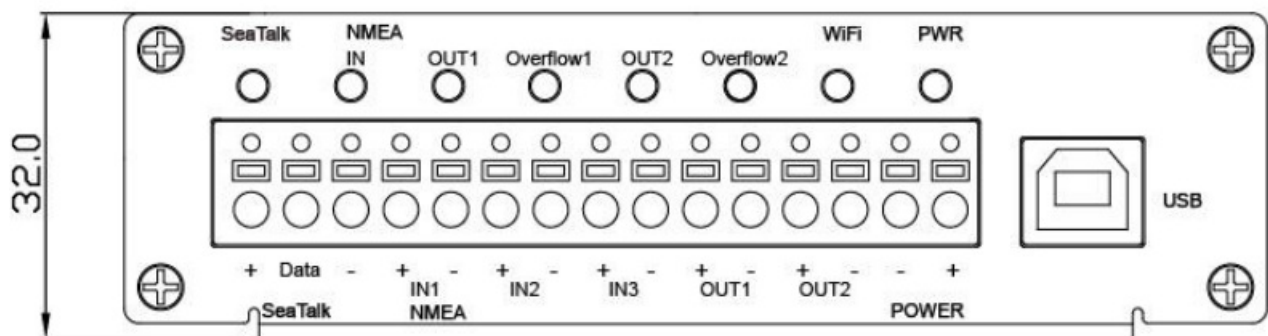 SeaTalk NMEA WiFi PWR
IN OUT1 Overflow1 OUT2 Overflow2
32.0
USB
+ Data - + - + - + - + - + - - +
IN1 IN2 IN3 OUT1 OUT2
SeaTalk NMEA POWER